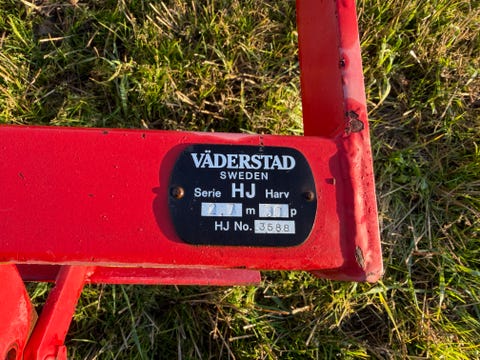 VÄDERSTAD
SWEDEN
Serie HJ Harv
2.7 m 31 p
HJ No. 3588